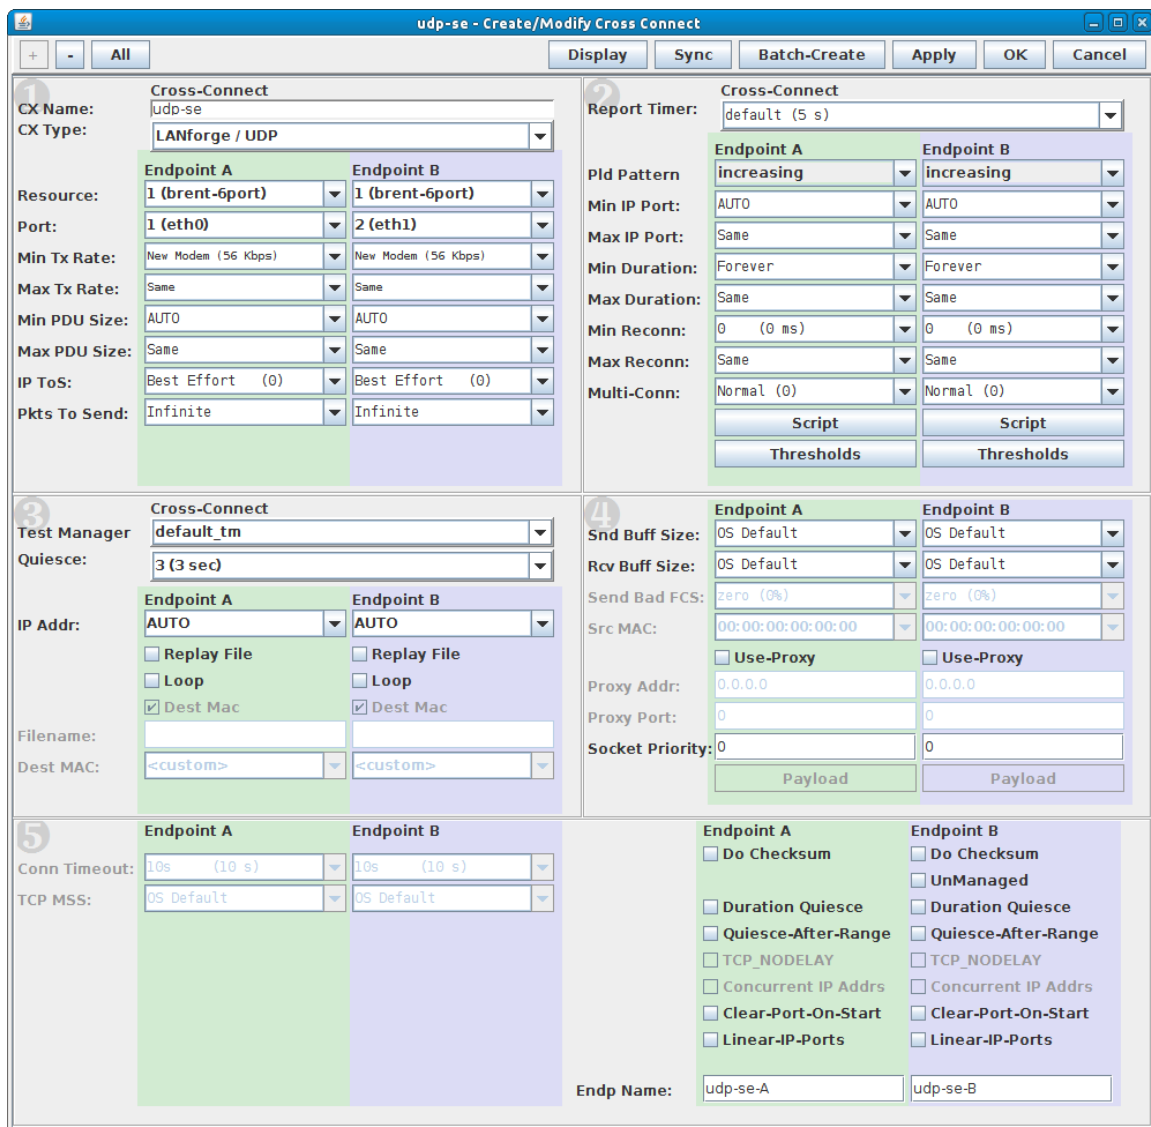 udp-se - Create/Modify Cross Connect
+ - All Display Sync Batch-Create Apply OK Cancel
1
Cross-Connect
CX Name: udp-se
CX Type: LANforge / UDP
Endpoint A Endpoint B
Resource: 1 (brent-6port) 1 (brent-6port)
Port: 1 (eth0) 2 (eth1)
Min Tx Rate: New Modem (56 Kbps) New Modem (56 Kbps)
Max Tx Rate: Same Same
Min PDU Size: AUTO AUTO
Max PDU Size: Same Same
IP ToS: Best Effort (0) Best Effort (0)
Pkts To Send: Infinite Infinite
2
Cross-Connect
Report Timer: default (5 s)
Endpoint A Endpoint B
Pld Pattern increasing increasing
Min IP Port: AUTO AUTO
Max IP Port: Same Same
Min Duration: Forever Forever
Max Duration: Same Same
Min Reconn: 0 (0 ms) 0 (0 ms)
Max Reconn: Same Same
Multi-Conn: Normal (0) Normal (0)
Script Script
Thresholds Thresholds
3
Cross-Connect
Test Manager default_tm
Quiesce: 3 (3 sec)
Endpoint A Endpoint B
IP Addr: AUTO AUTO
Replay File Replay File
Loop Loop
Dest Mac Dest Mac
Filename:
Dest MAC: <custom> <custom>
4
Endpoint A Endpoint B
Snd Buff Size: OS Default OS Default
Rcv Buff Size: OS Default OS Default
Send Bad FCS: zero (0%) zero (0%)
Src MAC: 00:00:00:00:00:00 00:00:00:00:00:00
Use-Proxy Use-Proxy
Proxy Addr: 0.0.0.0 0.0.0.0
Proxy Port: 0 0
Socket Priority: 0 0
Payload Payload
5
Endpoint A Endpoint B
Conn Timeout: 10s (10 s) 10s (10 s)
TCP MSS: OS Default OS Default
Endpoint A Endpoint B
Do Checksum Do Checksum
UnManaged
Duration Quiesce Duration Quiesce
Quiesce-After-Range Quiesce-After-Range
TCP_NODELAY TCP_NODELAY
Concurrent IP Addrs Concurrent IP Addrs
Clear-Port-On-Start Clear-Port-On-Start
Linear-IP-Ports Linear-IP-Ports
Endp Name: udp-se-A udp-se-B